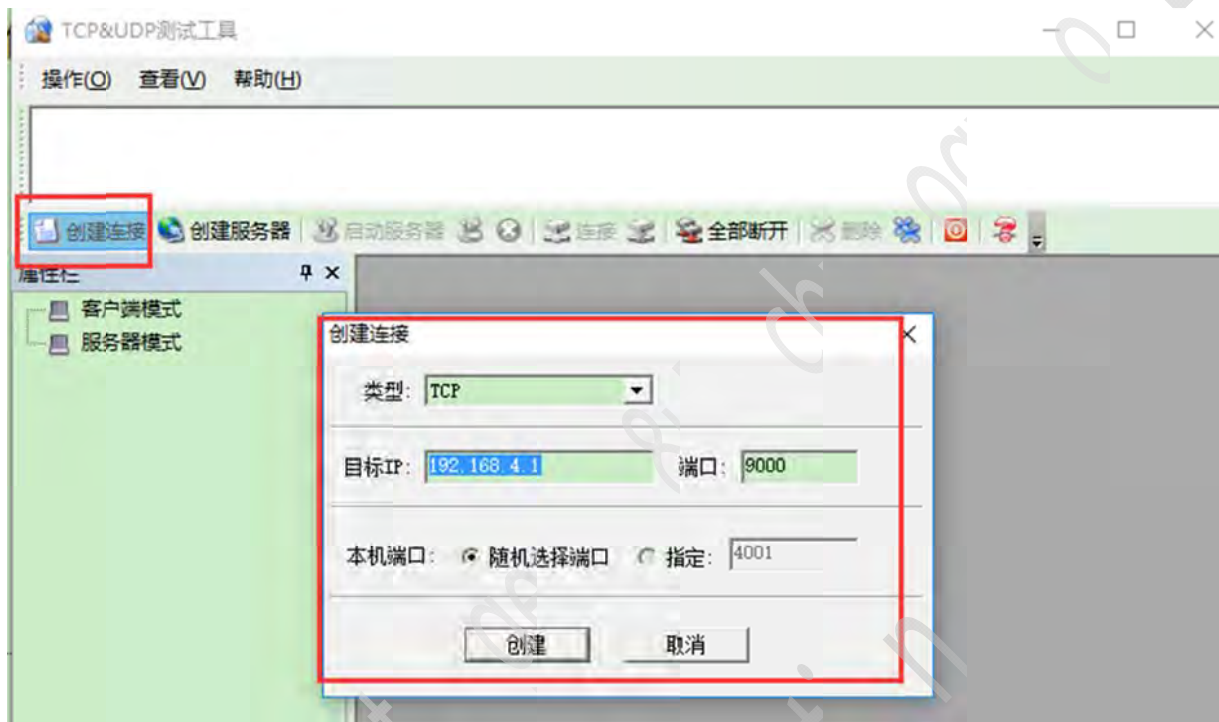 TCP&UDP测试工具
操作(O) 查看(V) 帮助(H)
创建连接 创建服务器 启动服务器 连接 全部断开 删除
属性栏
客户端模式
服务器模式
创建连接
类型: TCP
目标IP: 192.168.4.1 端口: 9000
本机端口: 随机选择端口 指定: 4001
创建 取消